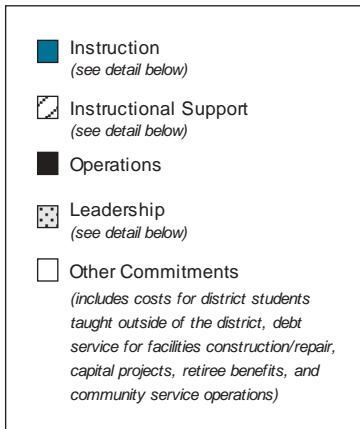 Instruction
(see detail below)
Instructional Support
(see detail below)
Operations
Leadership
(see detail below)
Other Commitments
(includes costs for district students
taught outside of the district, debt
service for facilities construction/repair,
capital projects, retiree benefits, and
community service operations)